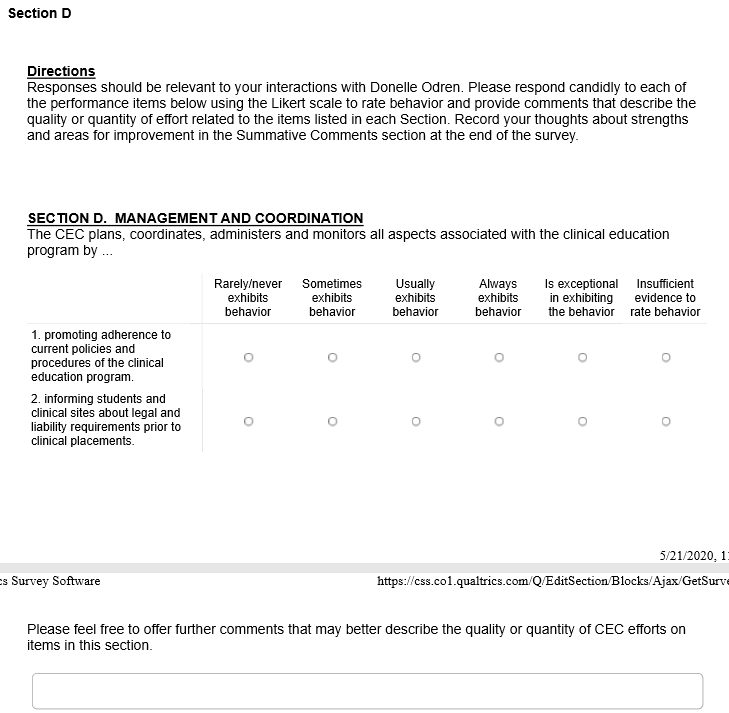 Section D
Directions
Responses should be relevant to your interactions with Donelle Odren. Please respond candidly to each of
the performance items below using the Likert scale to rate behavior and provide comments that describe the
quality or quantity of effort related to the items listed in each Section. Record your thoughts about strengths
and areas for improvement in the Summative Comments section at the end of the survey.
SECTION D.  MANAGEMENT AND COORDINATION
The CEC plans, coordinates, administers and monitors all aspects associated with the clinical education
program by ...
Rarely/never Sometimes Usually Always Is exceptional Insufficient
exhibits exhibits exhibits exhibits in exhibiting evidence to
behavior behavior behavior behavior the behavior rate behavior
1. promoting adherence to
current policies and
procedures of the clinical
education program.
2. informing students and
clinical sites about legal and
liability requirements prior to
clinical placements.
5/21/2020, 1
cs Survey Software https://css.co1.qualtrics.com/Q/EditSection/Blocks/Ajax/GetSurve
Please feel free to offer further comments that may better describe the quality or quantity of CEC efforts on
items in this section.